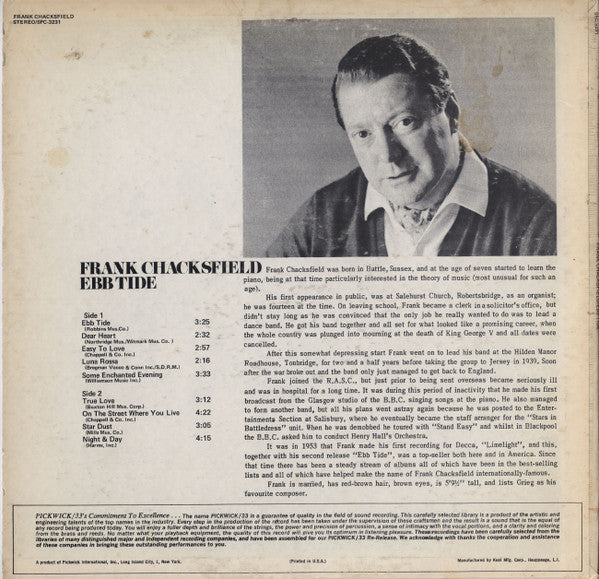 FRANK CHACKSFIELD
STEREO/SPC-3231
FRANK CHACKSFIELD
EBB TIDE
Side 1
Ebb Tide 3:25
(Robbins Mus. Co.)
Dear Heart 2:32
(Northridge Mus./Witmark Mus. Co. )
Easy To Love 2:57
(Chappell & Co. Inc.)
Luna Rossa 2:16
(Bregman Vocco & Conn Inc./S.D.R.M.)
Some Enchanted Evening 3:33
(Williamson Music Inc.)
Side 2
True Love 3:12
(Buxton Hill Mus. Corp.)
On The Street Where You Live 4:22
(Chappell & Co. Inc.)
Star Dust 3:05
(Mills Mus. Co.)
Night & Day 4:15
(Harms, Inc.)
Frank Chacksfield was born in Battle, Sussex, and at the age of seven started to learn the
piano, being at that time particularly interested in the theory of music (most unusual for such an
age).
His first appearance in public, was at Salehurst Church, Robertsbridge, as an organist;
he was fourteen at the time. On leaving school, Frank became a clerk in a solicitor's office, but
didn't stay long as he was convinced that the only job he really wanted to do was to lead a
dance band. He got his band together and all set for what looked like a promising career, when
the whole country was plunged into mourning at the death of King George V and all dates were
cancelled.
After this somewhat depressing start Frank went on to lead his band at the Hilden Manor
Roadhouse, Tonbridge, for two and a half years before taking the group to Jersey in 1939. Soon
after the war broke out and the band only just managed to get back to England.
Frank joined the R.A.S.C., but just prior to being sent overseas became seriously ill
and was in hospital for a long time. It was during this period of inactivity that he made his first
broadcast from the Glasgow studio of the B.B.C. singing songs at the piano. He also managed
to form another band, but all his plans went astray again because he was posted to the Enter-
tainments Section at Salisbury, where he eventually became the staff arranger for the "Stars in
Battledress" unit. When he was demobbed he toured with "Stand Easy" and whilst in Blackpool
the B.B.C. asked him to conduct Henry Hall's Orchestra.
It was in 1953 that Frank made his first recording for Decca, "Limelight", and this,
together with his second release "Ebb Tide", was a top-seller both here and in America. Since
that time there has been a steady stream of albums all of which have been in the best-selling
lists and all of which have helped make the name of Frank Chacksfield internationally-famous.
Frank is married, has red-brown hair, brown eyes, is 5'9½" tall, and lists Grieg as his
favourite composer.
PICKWICK/33's Commitment To Excellence . . . The name PICKWICK/33 is a guarantee of quality in the field of sound recording. This carefully selected library is a product of the artistic and
engineering talents of the top names in the industry. Every step in the production of the record has been taken under the supervision of these craftsmen and the result is a sound that is the equal of
any record being produced today. You will enjoy a fuller depth and brilliance of the strings, the power and precision of percussion, a sense of intimacy with the vocal portions, and a clarity and coloring
from the brass and reeds. No matter what your playback equipment, the quality of this record will give you its optimum in listening pleasure. These recordings have been carefully selected from the
libraries of many distinguished major and independent recording companies, and have been assembled for our PICKWICK/33 Re-Release. We acknowledge with thanks the cooperation and assistance
of these companies in bringing these outstanding performances to you.
A product of Pickwick International, Inc., Long Island City, 1, New York. (Printed in U.S.A.) Manufactured by Keel Mfg. Corp., Hauppauge, L.I.